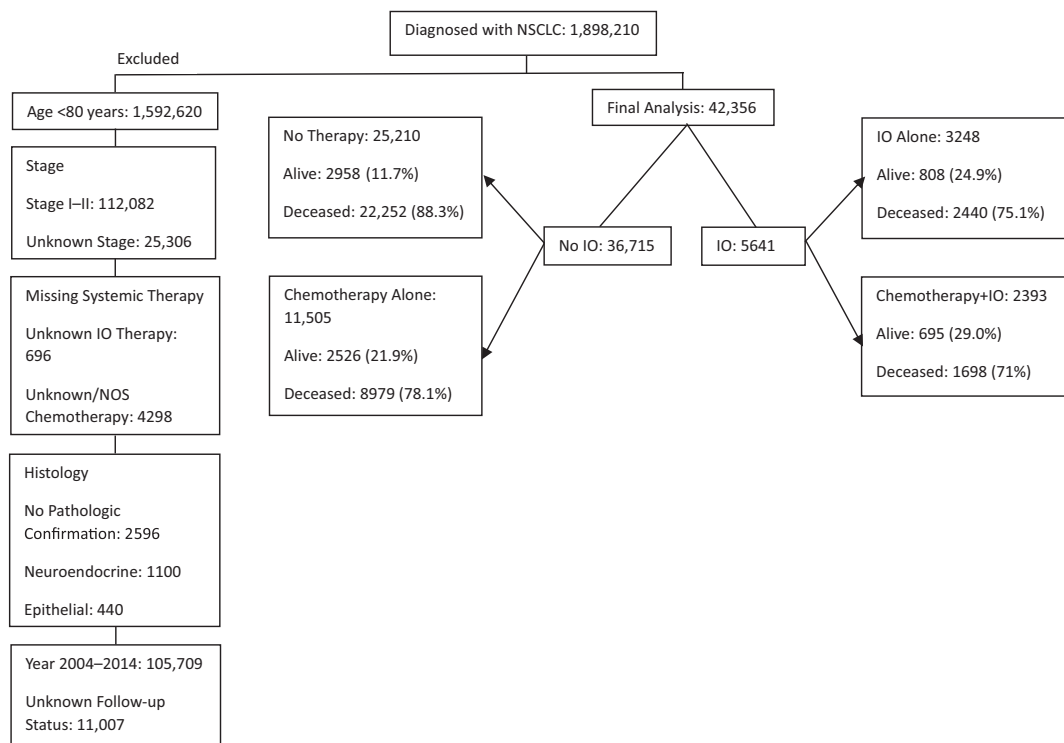 Diagnosed with NSCLC: 1,898,210
Excluded
Age <80 years: 1,592,620
Stage
Stage I–II: 112,082
Unknown Stage: 25,306
Missing Systemic Therapy
Unknown IO Therapy:
696
Unknown/NOS
Chemotherapy: 4298
Histology
No Pathologic
Confirmation: 2596
Neuroendocrine: 1100
Epithelial: 440
Year 2004–2014: 105,709
Unknown Follow-up
Status: 11,007
Final Analysis: 42,356
No Therapy: 25,210
Alive: 2958 (11.7%)
Deceased: 22,252 (88.3%)
No IO: 36,715
Chemotherapy Alone:
11,505
Alive: 2526 (21.9%)
Deceased: 8979 (78.1%)
IO: 5641
IO Alone: 3248
Alive: 808 (24.9%)
Deceased: 2440 (75.1%)
Chemotherapy+IO: 2393
Alive: 695 (29.0%)
Deceased: 1698 (71%)